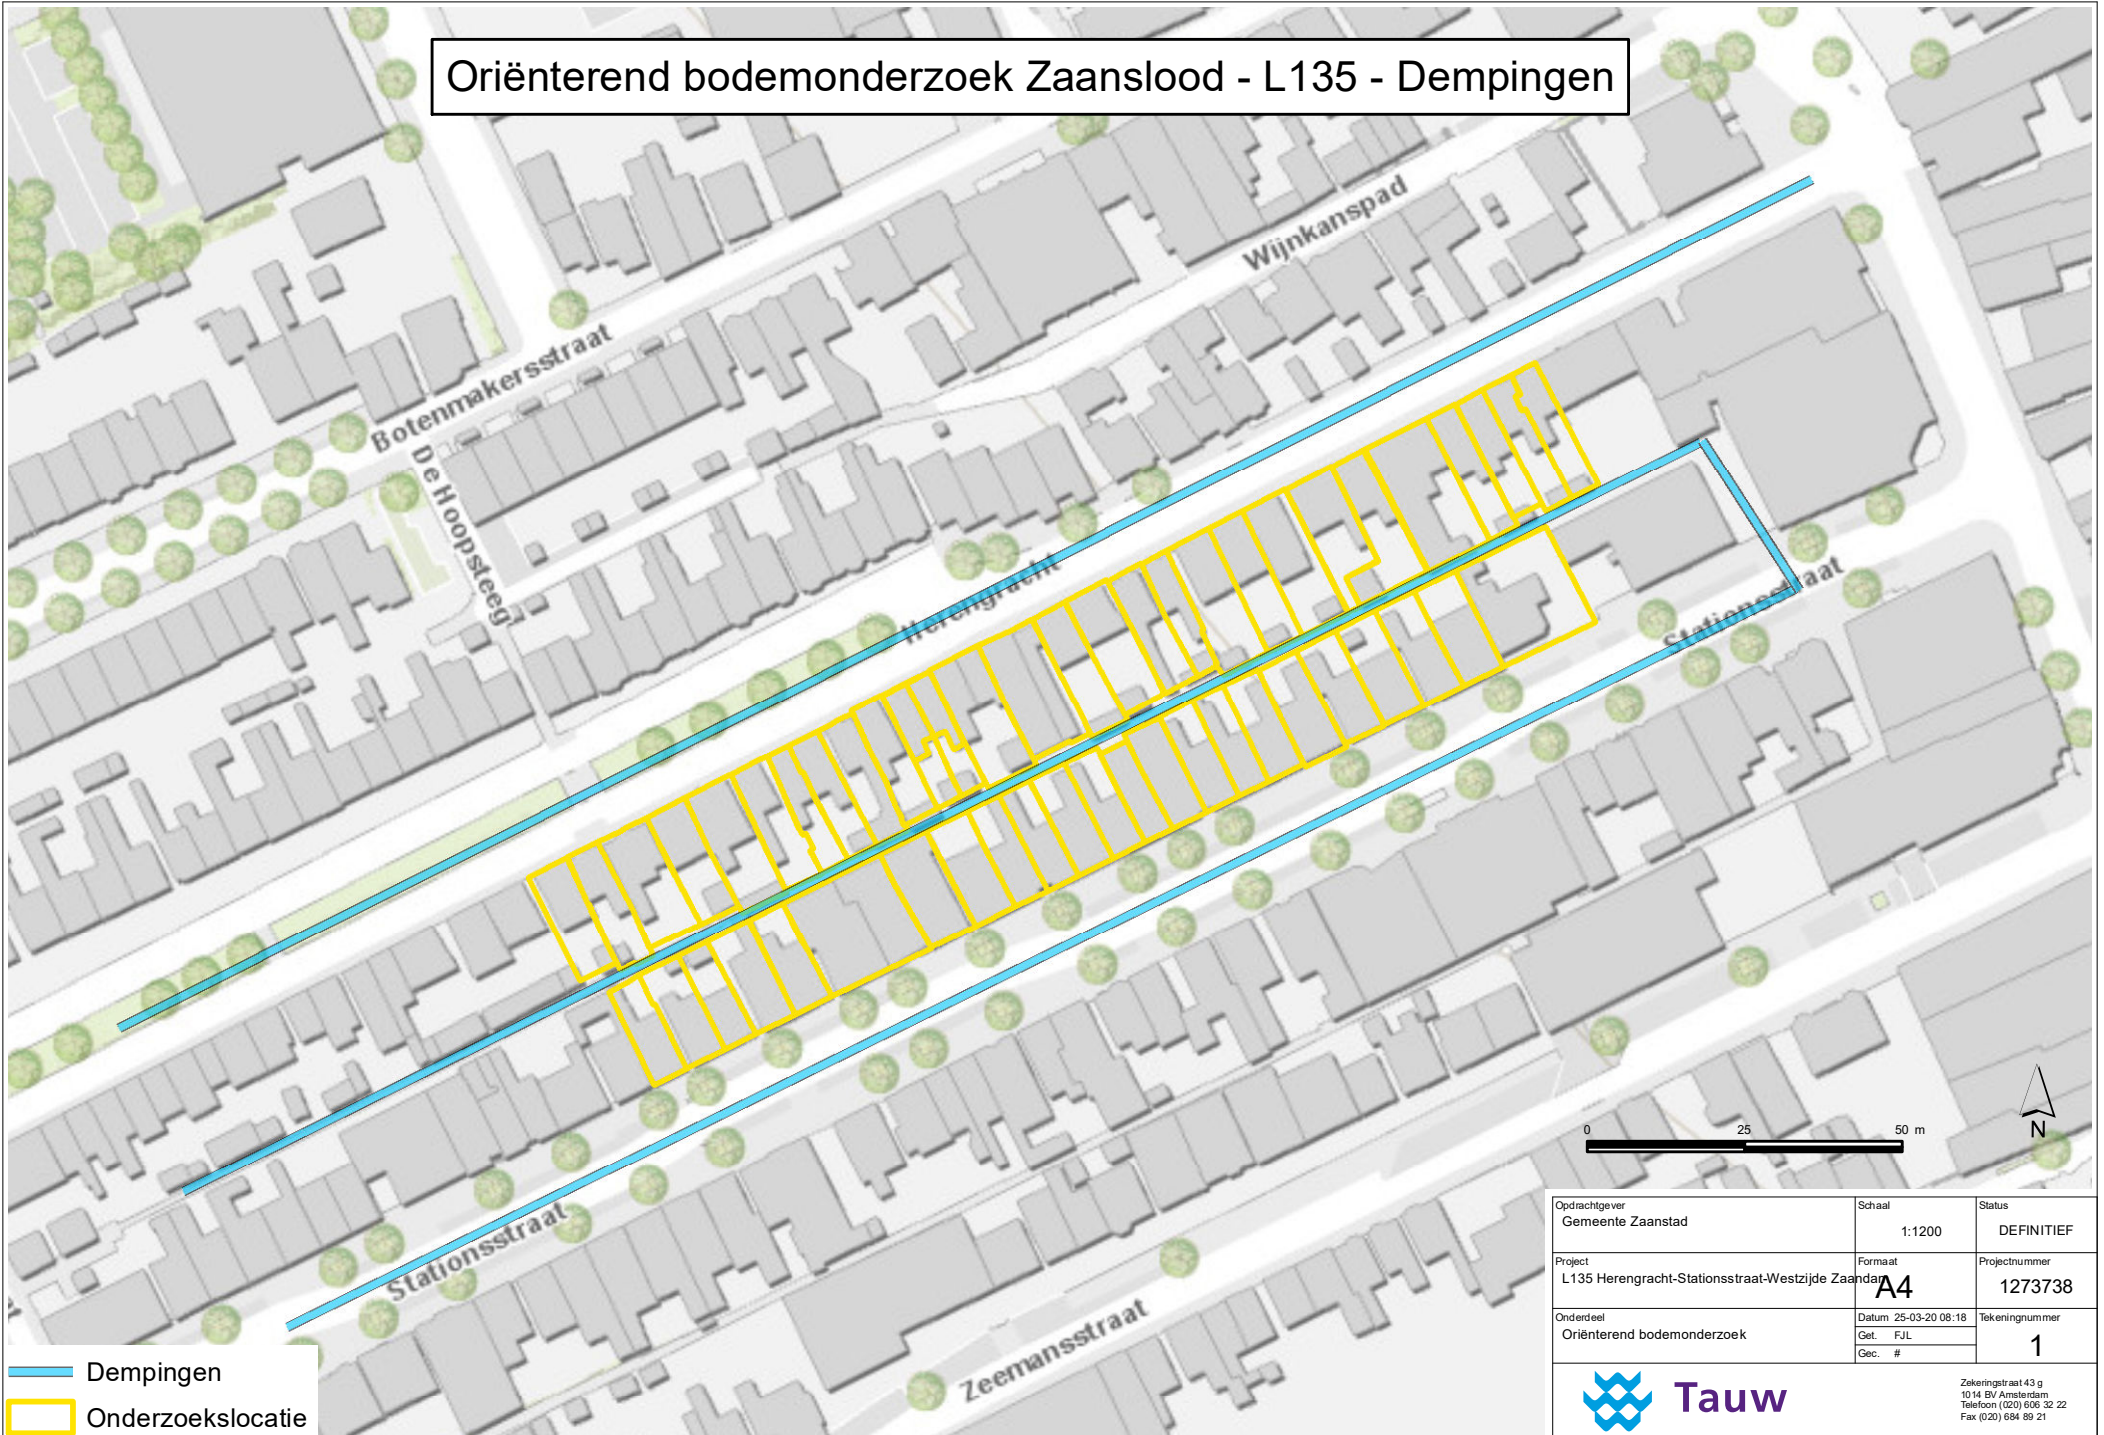 Oriënterend bodemonderzoek Zaanslood - L135 - Dempingen
Wijnkanspad
Botenmakersstraat
De Hoopsteeg
Herengracht
Stationsstraat
Stationsstraat
Zeemansstraat
0 25 50 m
N
Dempingen
Onderzoekslocatie
Opdrachtgever
Gemeente Zaanstad
Schaal
1:1200
Status
DEFINITIEF
Project
L135 Herengracht-Stationsstraat-Westzijde Zaandam
Formaat
A4
Projectnummer
1273738
Onderdeel
Oriënterend bodemonderzoek
Datum 25-03-20 08:18
Get. FJL
Gec. #
Tekeningnummer
1
Tauw
Zekeringstraat 43 g
1014 BV Amsterdam
Telefoon (020) 606 32 22
Fax (020) 684 89 21